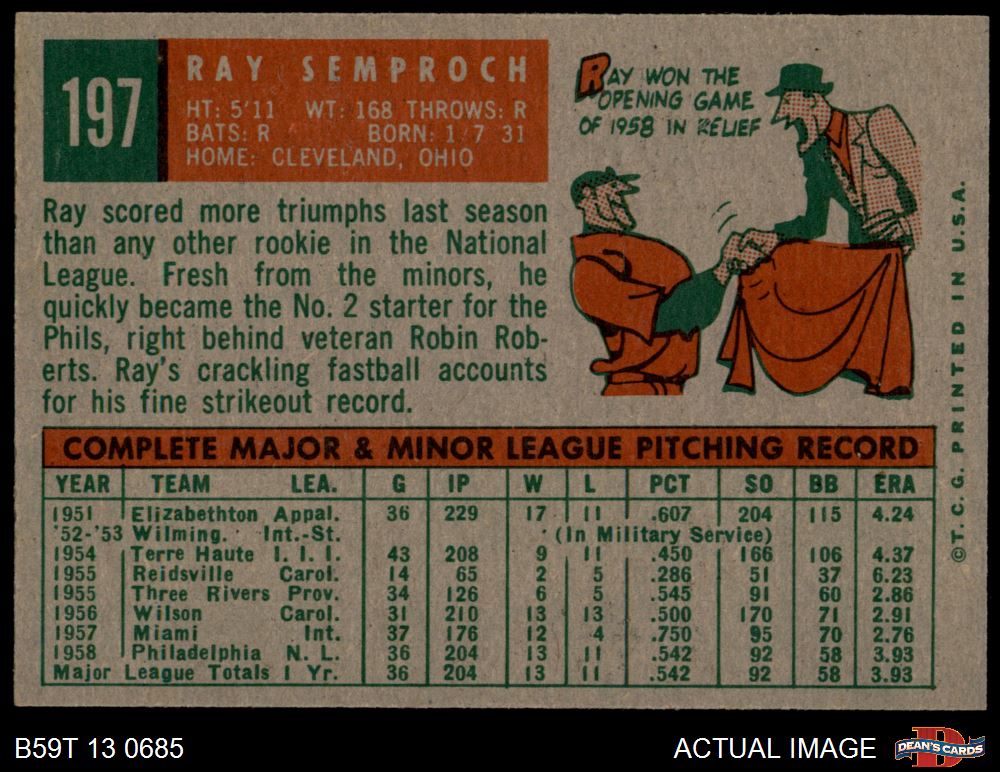 197
RAY SEMPROCH
HT: 5'11 WT: 168 THROWS: R
BATS: R BORN: 1 7 31
HOME: CLEVELAND, OHIO
RAY WON THE
OPENING GAME
OF 1958 IN RELIEF
Ray scored more triumphs last season
than any other rookie in the National
League. Fresh from the minors, he
quickly became the No. 2 starter for the
Phils, right behind veteran Robin Rob-
erts. Ray's crackling fastball accounts
for his fine strikeout record.
COMPLETE MAJOR & MINOR LEAGUE PITCHING RECORD
YEAR TEAM LEA. G IP W L PCT SO BB ERA
1951 Elizabethton Appal. 36 229 17 11 .607 204 115 4.24
'52-'53 Wilming. Int.-St. (In Military Service)
1954 Terre Haute I. I. I. 43 208 9 11 .450 166 106 4.37
1955 Reidsville Carol. 14 65 2 5 .286 51 37 6.23
1955 Three Rivers Prov. 34 126 6 5 .545 91 60 2.86
1956 Wilson Carol. 31 210 13 13 .500 170 71 2.91
1957 Miami Int. 37 176 12 4 .750 95 70 2.76
1958 Philadelphia N. L. 36 204 13 11 .542 92 58 3.93
Major League Totals 1 Yr. 36 204 13 11 .542 92 58 3.93
©T. C. G. PRINTED IN U.S.A.
B59T 13 0685
ACTUAL IMAGE
D
DEAN'S CARDS